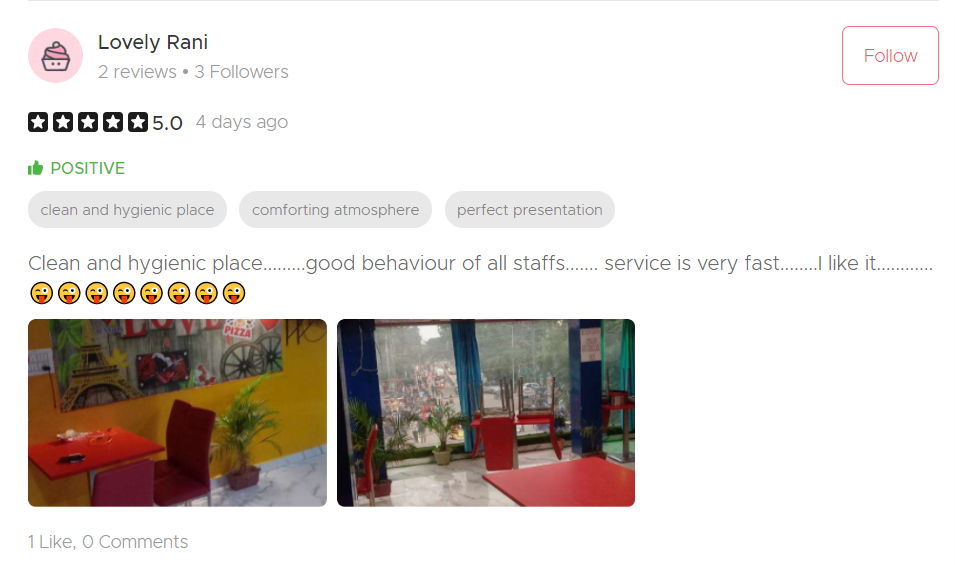 Lovely Rani
2 reviews • 3 Followers
Follow
5.0 4 days ago
POSITIVE
clean and hygienic place
comforting atmosphere
perfect presentation
Clean and hygienic place.........good behaviour of all staffs....... service is very fast........I like it............
😜😜😜😜😜😜😜😜
LOVE
PIZZA
1 Like, 0 Comments